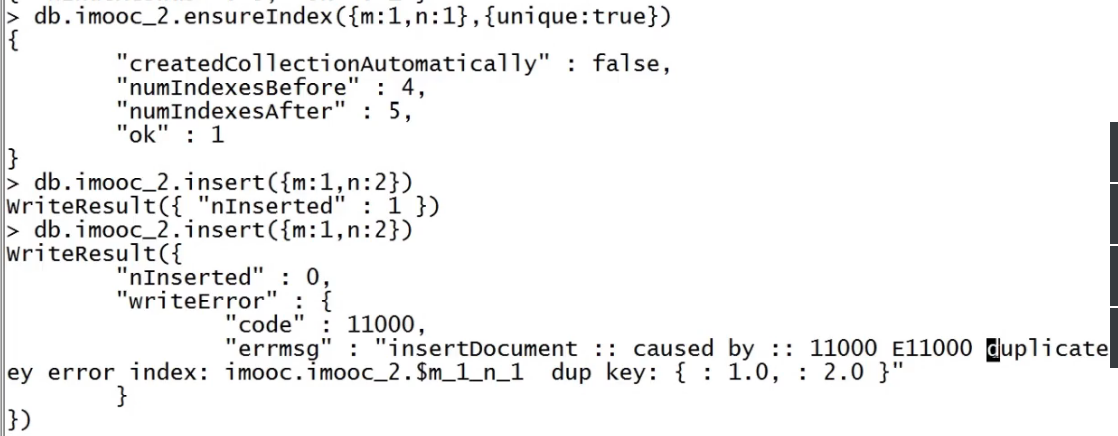 > db.imooc_2.ensureIndex({m:1,n:1},{unique:true})
{
        "createdCollectionAutomatically" : false,
        "numIndexesBefore" : 4,
        "numIndexesAfter" : 5,
        "ok" : 1
}
> db.imooc_2.insert({m:1,n:2})
WriteResult({ "nInserted" : 1 })
> db.imooc_2.insert({m:1,n:2})
WriteResult({
        "nInserted" : 0,
        "writeError" : {
                "code" : 11000,
                "errmsg" : "insertDocument :: caused by :: 11000 E11000 duplicate
ey error index: imooc.imooc_2.$m_1_n_1  dup key: { : 1.0, : 2.0 }"
        }
})